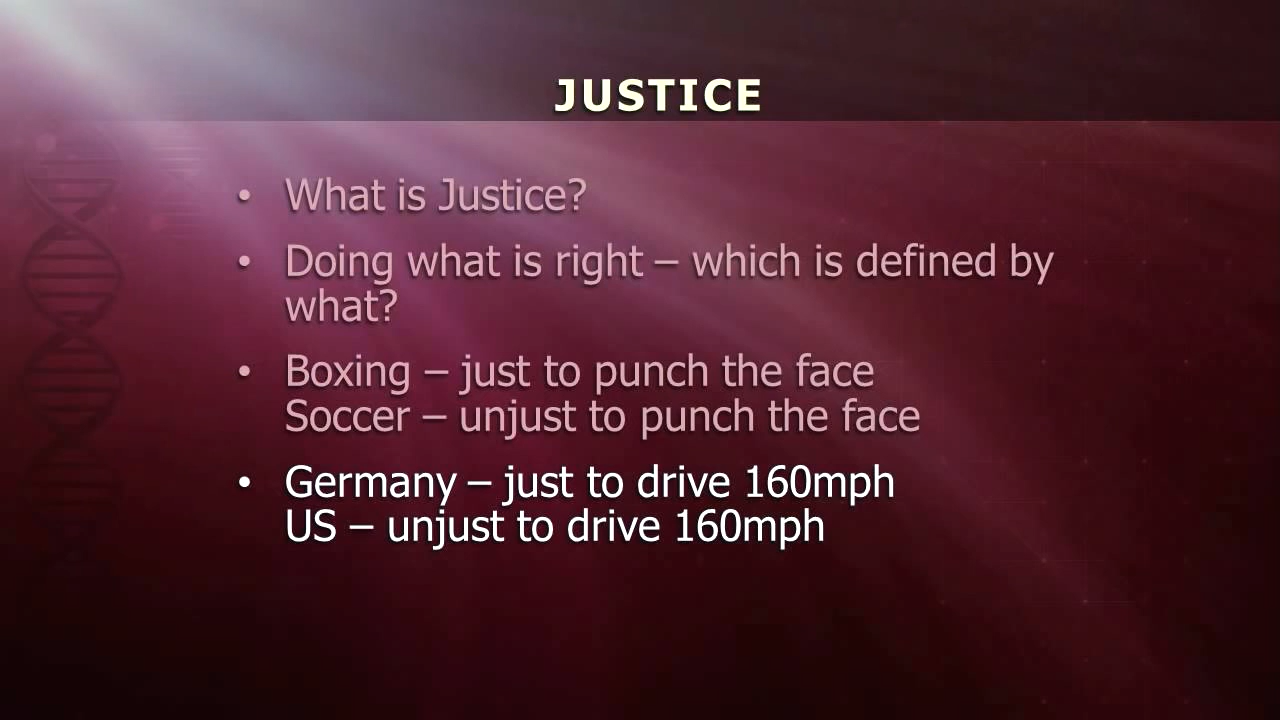 JUSTICE
• What is Justice?
• Doing what is right – which is defined by
what?
• Boxing – just to punch the face
Soccer – unjust to punch the face
• Germany – just to drive 160mph
US – unjust to drive 160mph